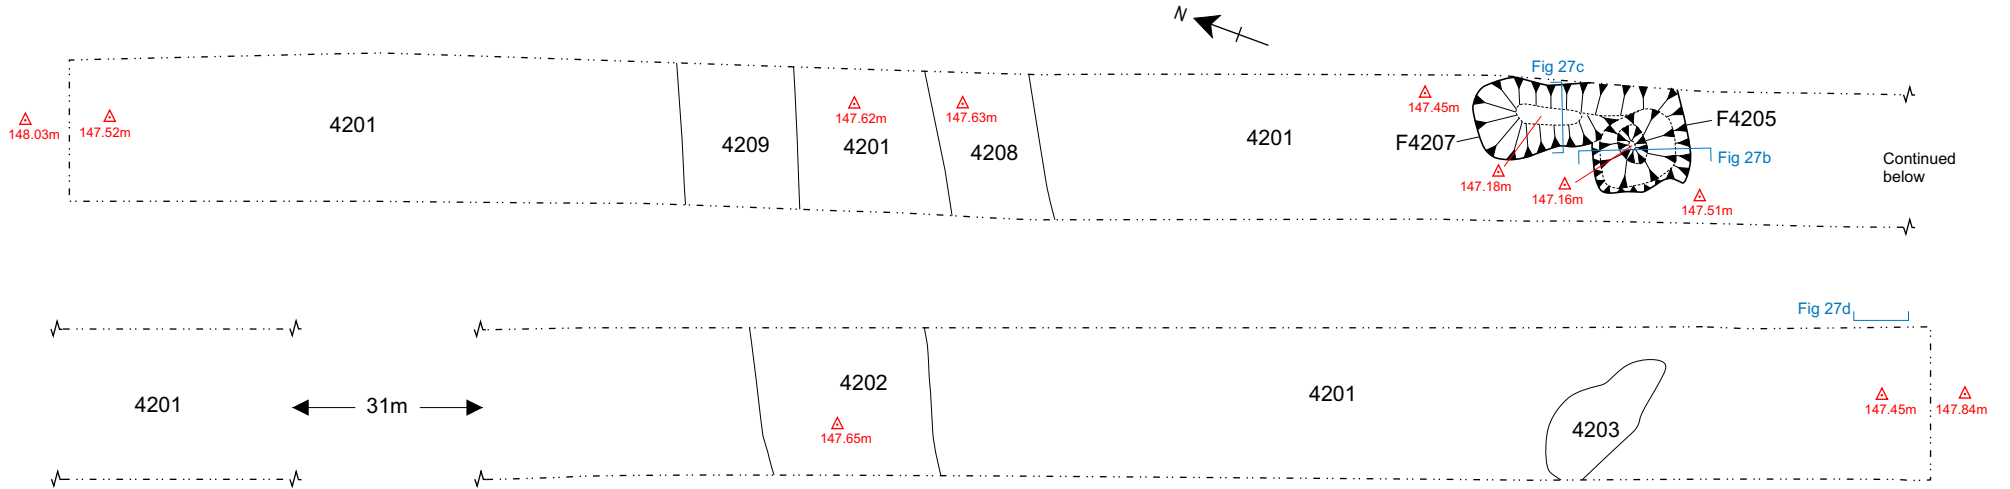 N
Fig 27c
148.03m
147.52m
4201
4209
147.62m
4201
147.63m
4208
4201
147.45m
F4207
F4205
Fig 27b
147.18m
147.16m
147.51m
Continued
below
Fig 27d
4201
31m
4202
147.65m
4201
4203
147.45m
147.84m